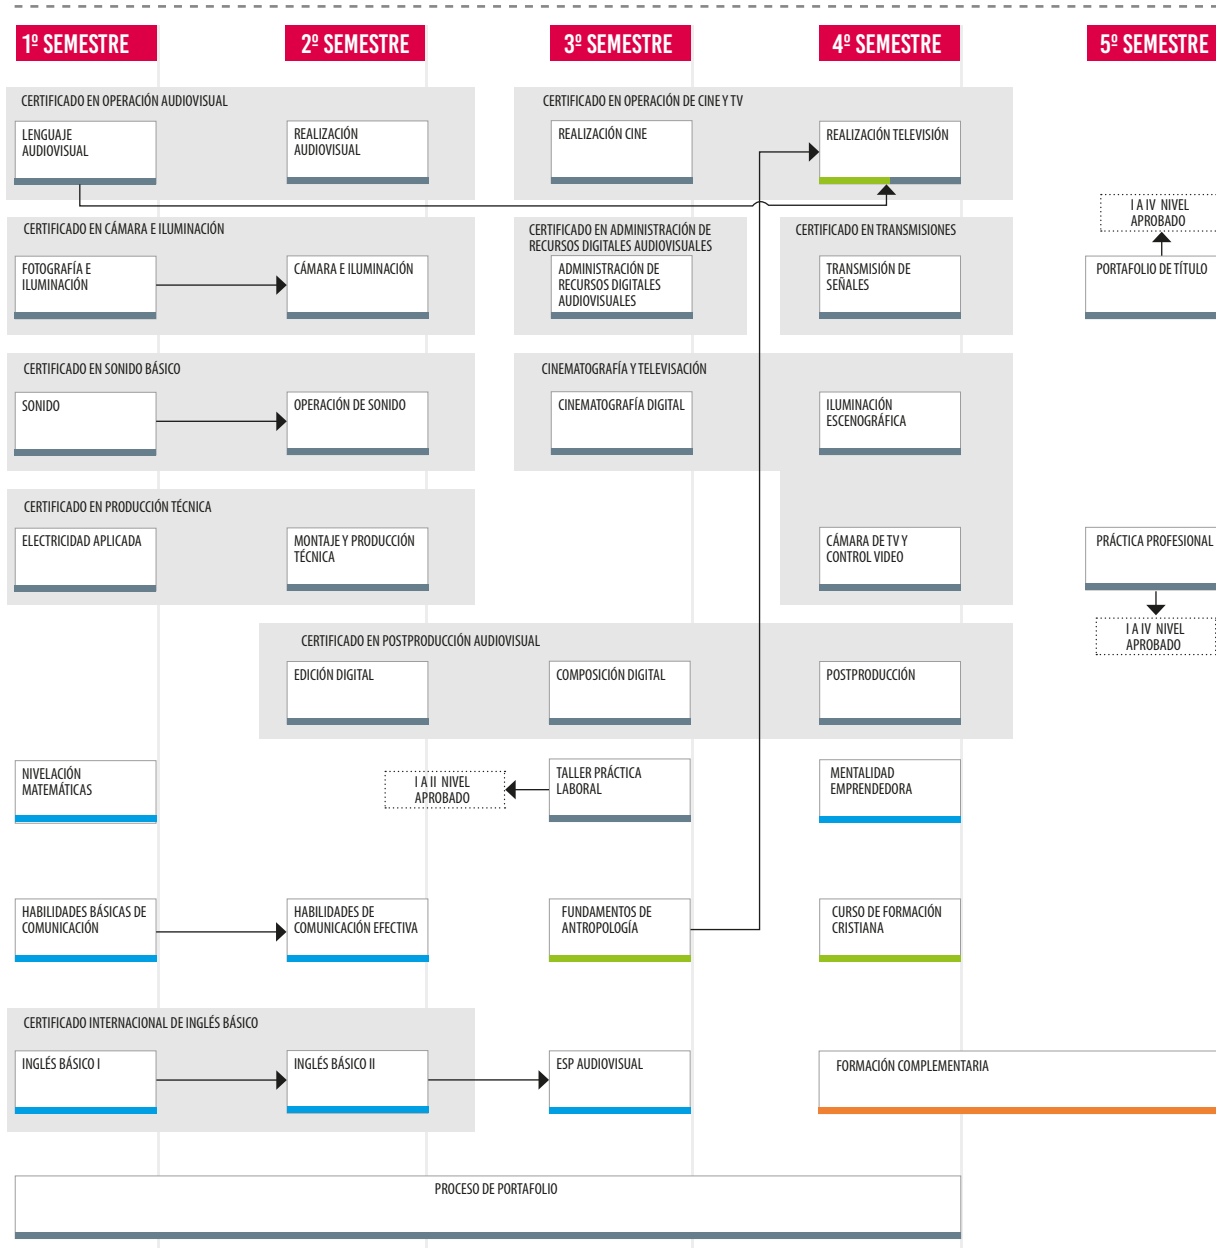 1º SEMESTRE
2º SEMESTRE
3º SEMESTRE
4º SEMESTRE
5º SEMESTRE
CERTIFICADO EN OPERACIÓN AUDIOVISUAL
CERTIFICADO EN OPERACIÓN DE CINE Y TV
LENGUAJE
AUDIOVISUAL
REALIZACIÓN
AUDIOVISUAL
REALIZACIÓN CINE
REALIZACIÓN TELEVISIÓN
I A IV NIVEL
APROBADO
CERTIFICADO EN CÁMARA E ILUMINACIÓN
CERTIFICADO EN ADMINISTRACIÓN DE
RECURSOS DIGITALES AUDIOVISUALES
CERTIFICADO EN TRANSMISIONES
FOTOGRAFÍA E
ILUMINACIÓN
CÁMARA E ILUMINACIÓN
ADMINISTRACIÓN DE
RECURSOS DIGITALES
AUDIOVISUALES
TRANSMISIÓN DE
SEÑALES
PORTAFOLIO DE TÍTULO
CERTIFICADO EN SONIDO BÁSICO
CINEMATOGRAFÍA Y TELEVISACIÓN
SONIDO
OPERACIÓN DE SONIDO
CINEMATOGRAFÍA DIGITAL
ILUMINACIÓN
ESCENOGRÁFICA
CERTIFICADO EN PRODUCCIÓN TÉCNICA
ELECTRICIDAD APLICADA
MONTAJE Y PRODUCCIÓN
TÉCNICA
CÁMARA DE TV Y
CONTROL VIDEO
PRÁCTICA PROFESIONAL
I A IV NIVEL
APROBADO
CERTIFICADO EN POSTPRODUCCIÓN AUDIOVISUAL
EDICIÓN DIGITAL
COMPOSICIÓN DIGITAL
POSTPRODUCCIÓN
NIVELACIÓN
MATEMÁTICAS
I A II NIVEL
APROBADO
TALLER PRÁCTICA
LABORAL
MENTALIDAD
EMPRENDEDORA
HABILIDADES BÁSICAS DE
COMUNICACIÓN
HABILIDADES DE
COMUNICACIÓN EFECTIVA
FUNDAMENTOS DE
ANTROPOLOGÍA
CURSO DE FORMACIÓN
CRISTIANA
CERTIFICADO INTERNACIONAL DE INGLÉS BÁSICO
INGLÉS BÁSICO I
INGLÉS BÁSICO II
ESP AUDIOVISUAL
FORMACIÓN COMPLEMENTARIA
PROCESO DE PORTAFOLIO